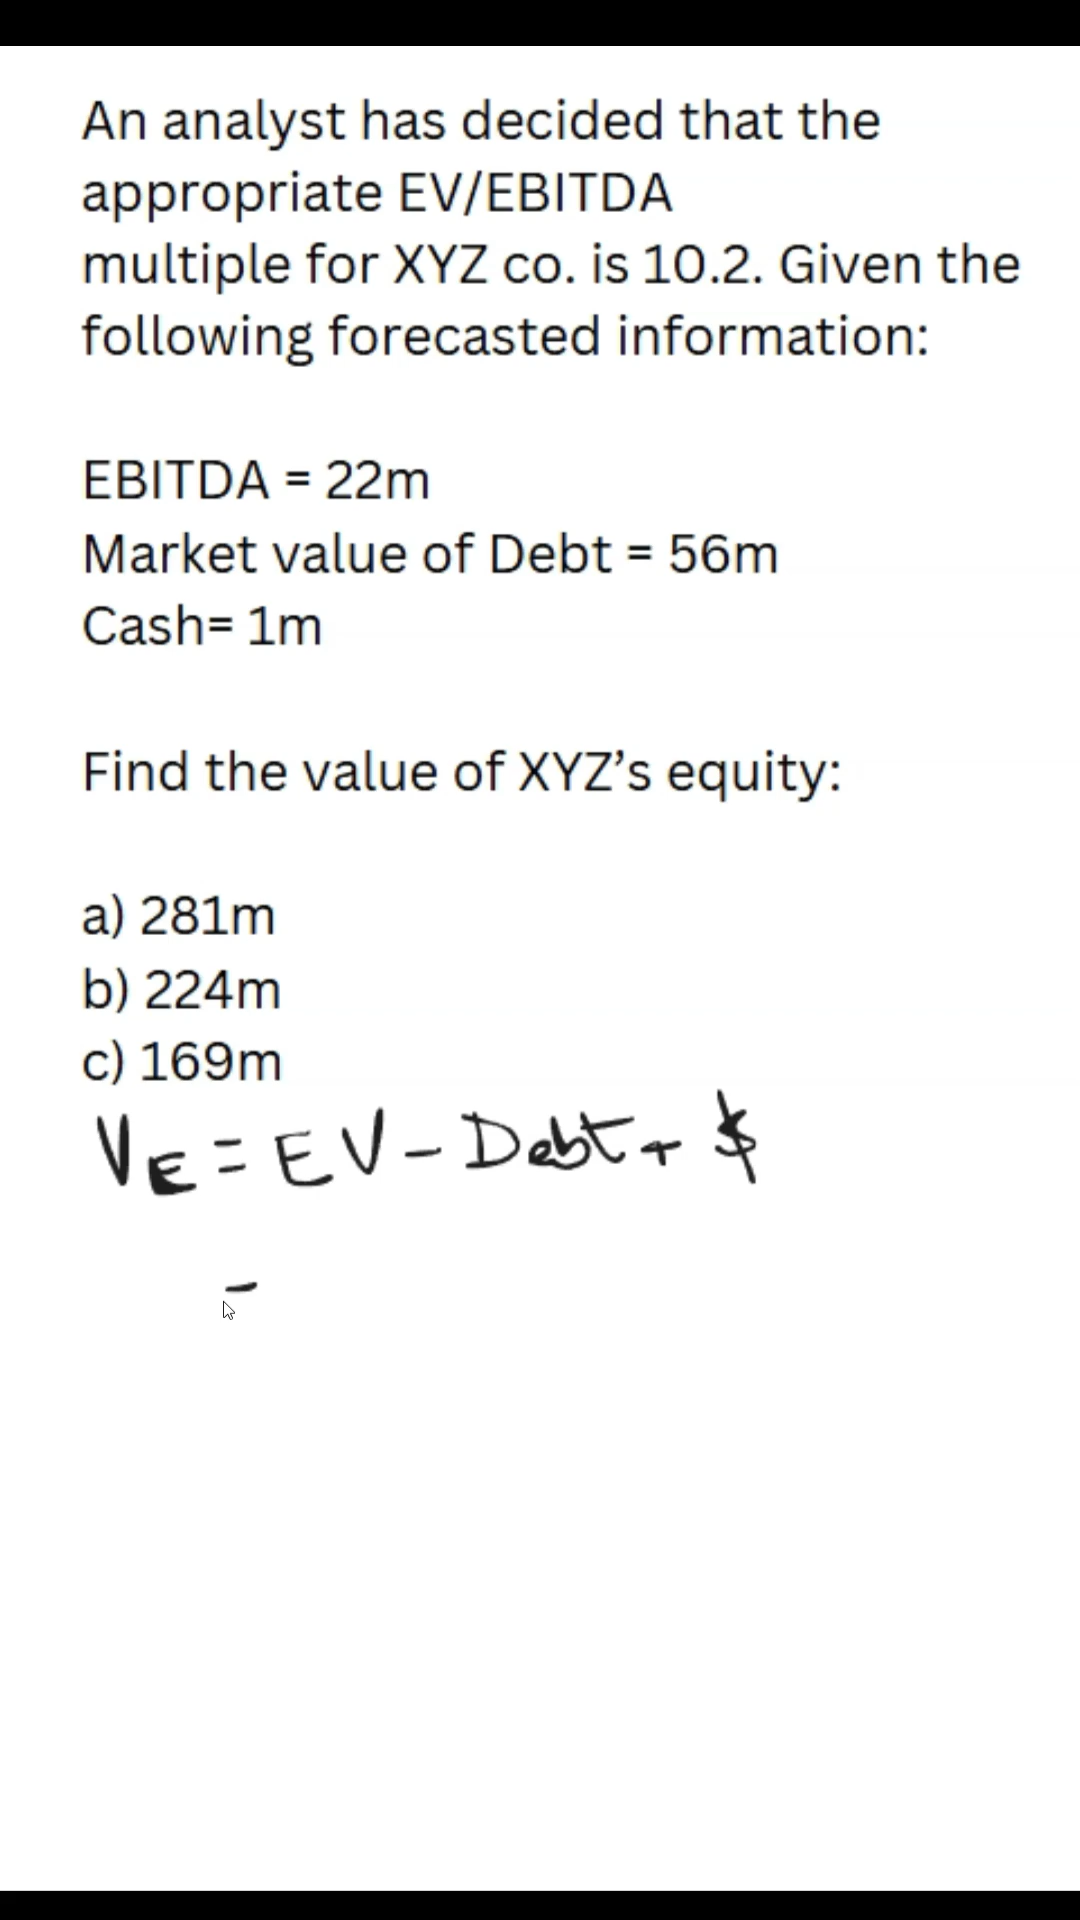 An analyst has decided that the
appropriate EV/EBITDA
multiple for XYZ co. is 10.2. Given the
following forecasted information:
EBITDA = 22m
Market value of Debt = 56m
Cash= 1m
Find the value of XYZ’s equity:
a) 281m
b) 224m
c) 169m
VE = EV - Debt + $
-